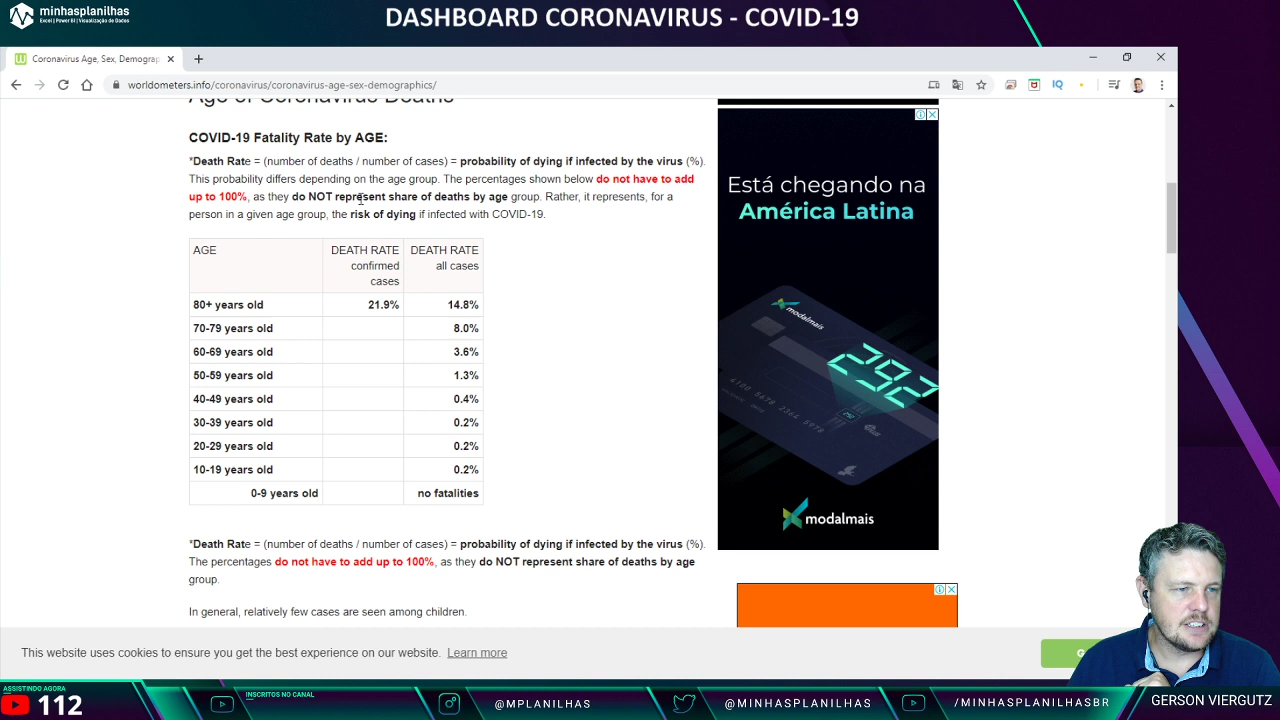 minhasplanilhas
Excel | Power BI | Visualização de Dados
DASHBOARD CORONAVIRUS - COVID-19
Coronavirus Age, Sex, Demograp
worldometers.info/coronavirus/coronavirus-age-sex-demographics/
Age of Coronavirus Deaths
COVID-19 Fatality Rate by AGE:
*Death Rate = (number of deaths / number of cases) = probability of dying if infected by the virus (%).
This probability differs depending on the age group. The percentages shown below do not have to add
up to 100%, as they do NOT represent share of deaths by age group. Rather, it represents, for a
person in a given age group, the risk of dying if infected with COVID-19.
AGE DEATH RATE confirmed cases DEATH RATE all cases
80+ years old 21.9% 14.8%
70-79 years old 8.0%
60-69 years old 3.6%
50-59 years old 1.3%
40-49 years old 0.4%
30-39 years old 0.2%
20-29 years old 0.2%
10-19 years old 0.2%
0-9 years old no fatalities
*Death Rate = (number of deaths / number of cases) = probability of dying if infected by the virus (%).
The percentages do not have to add up to 100%, as they do NOT represent share of deaths by age
group.
In general, relatively few cases are seen among children.
Está chegando na
América Latina
modalmais
292
modalmais
This website uses cookies to ensure you get the best experience on our website. Learn more
ASSISTINDO AGORA
112
INSCRITOS NO CANAL
@MPLANILHAS
@MINHASPLANILHAS
/MINHASPLANILHASBR
GERSON VIERGUTZ